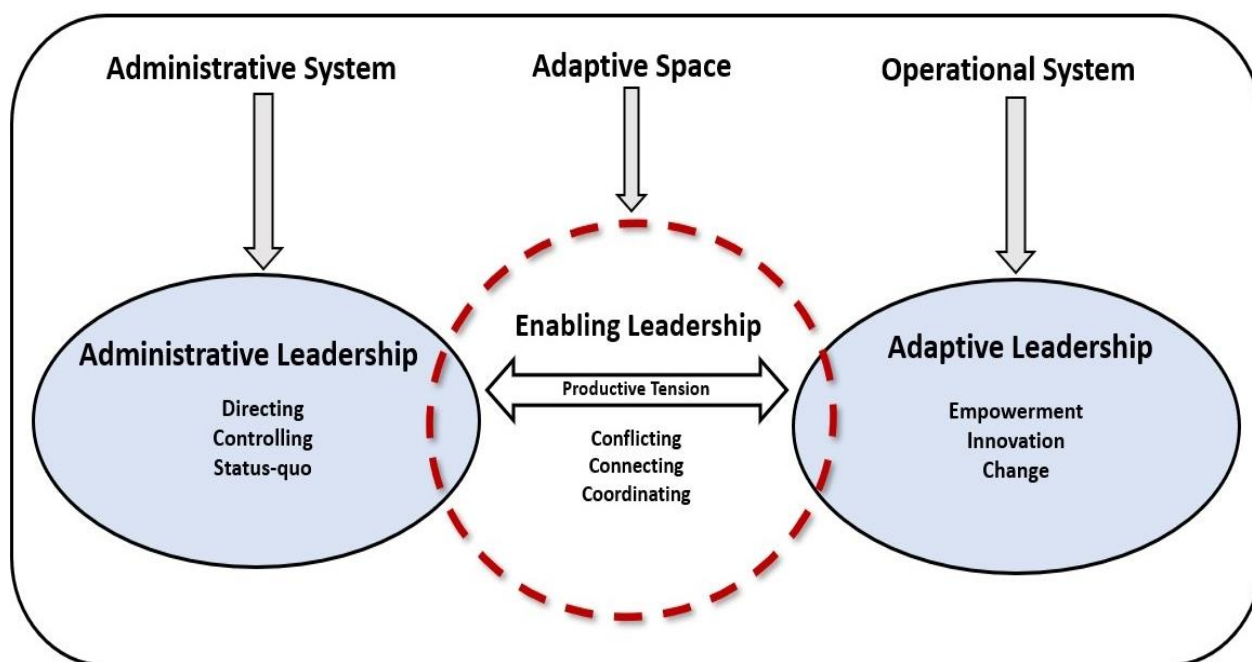 Administrative System
Adaptive Space
Operational System
Administrative Leadership
Directing
Controlling
Status-quo
Enabling Leadership
Productive Tension
Conflicting
Connecting
Coordinating
Adaptive Leadership
Empowerment
Innovation
Change